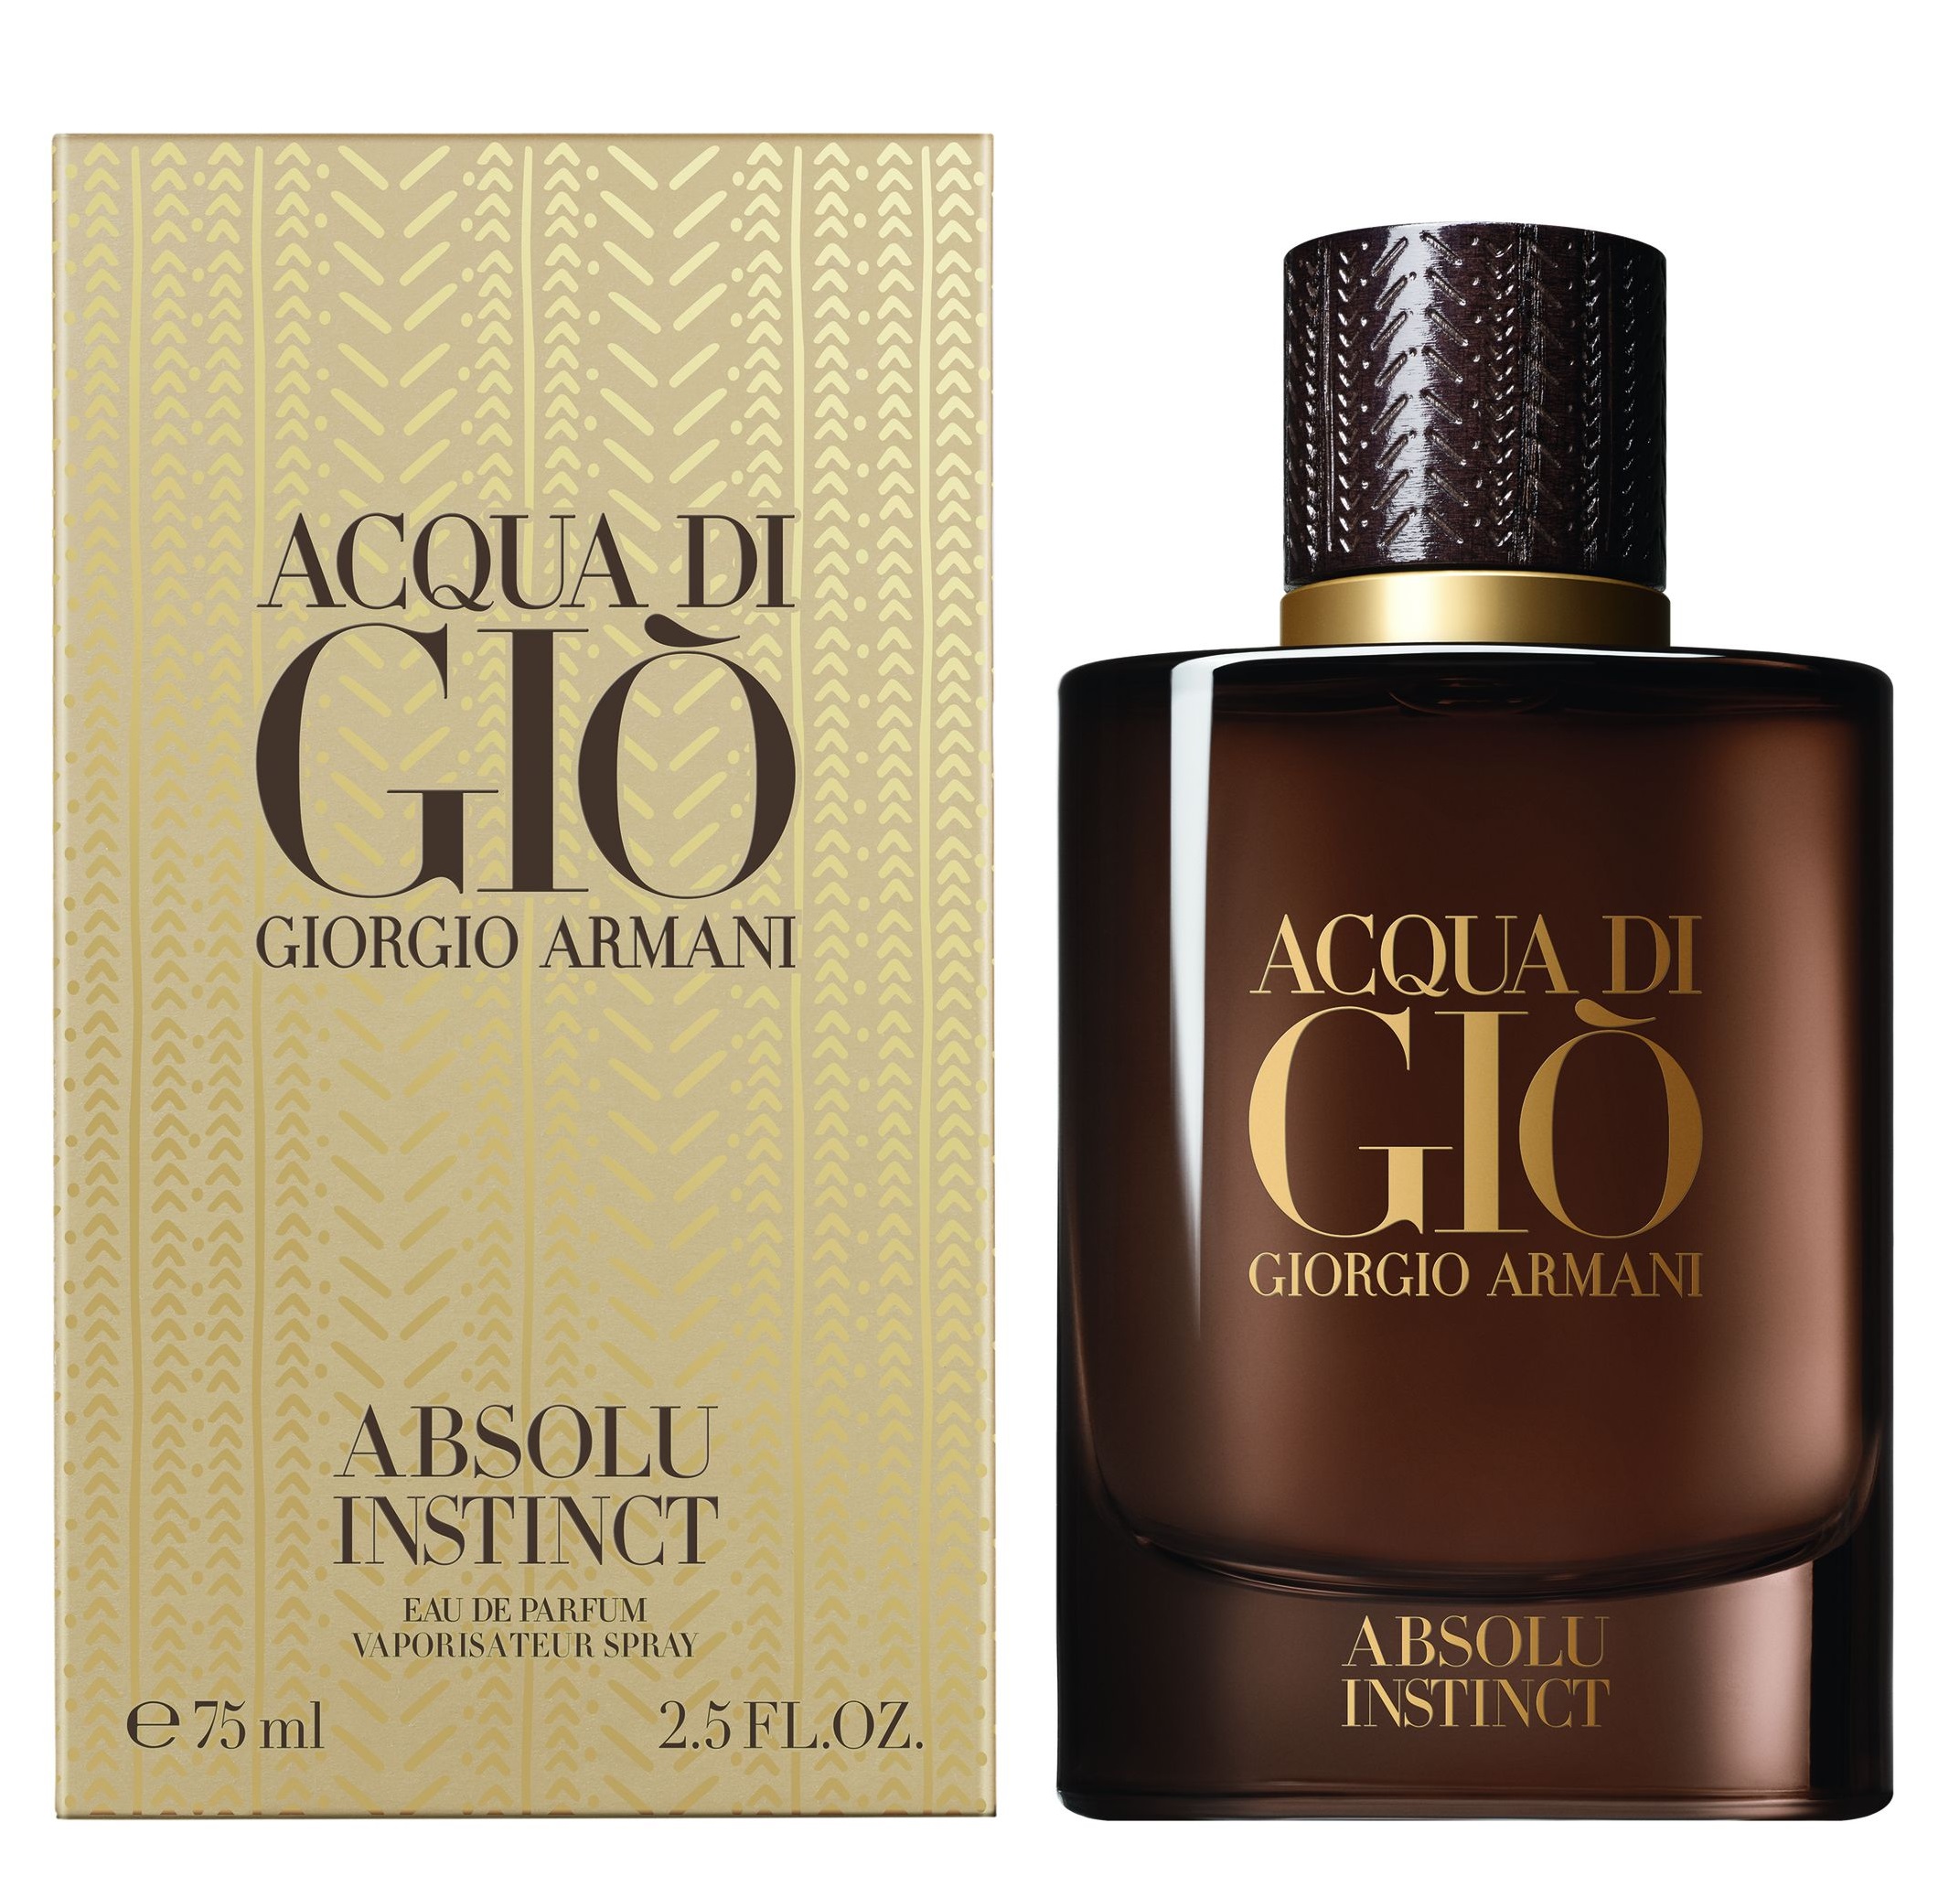 ACQUA DI
GIÒ
GIORGIO ARMANI
ABSOLU
INSTINCT
EAU DE PARFUM
VAPORISATEUR SPRAY
℮ 75 ml 2.5 FL.OZ.
ACQUA DI
GIÒ
GIORGIO ARMANI
ABSOLU
INSTINCT